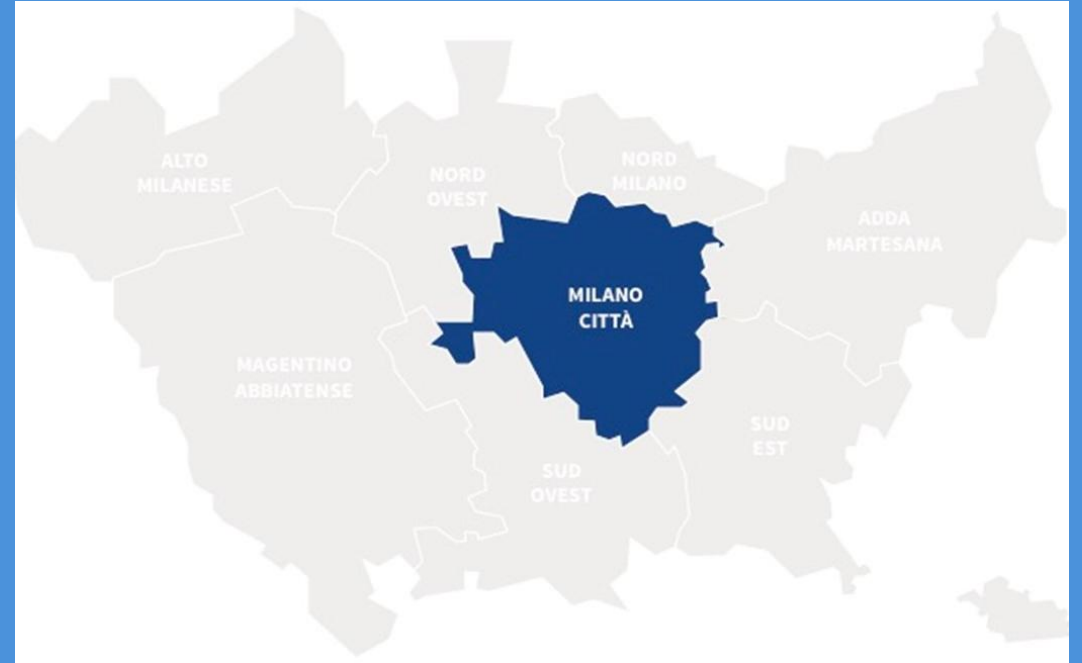 ALTO
MILANESE
NORD
OVEST
NORD
MILANO
ADDA
MARTESANA
MILANO
CITTÀ
MAGENTINO
ABBIATENSE
SUD
OVEST
SUD
EST